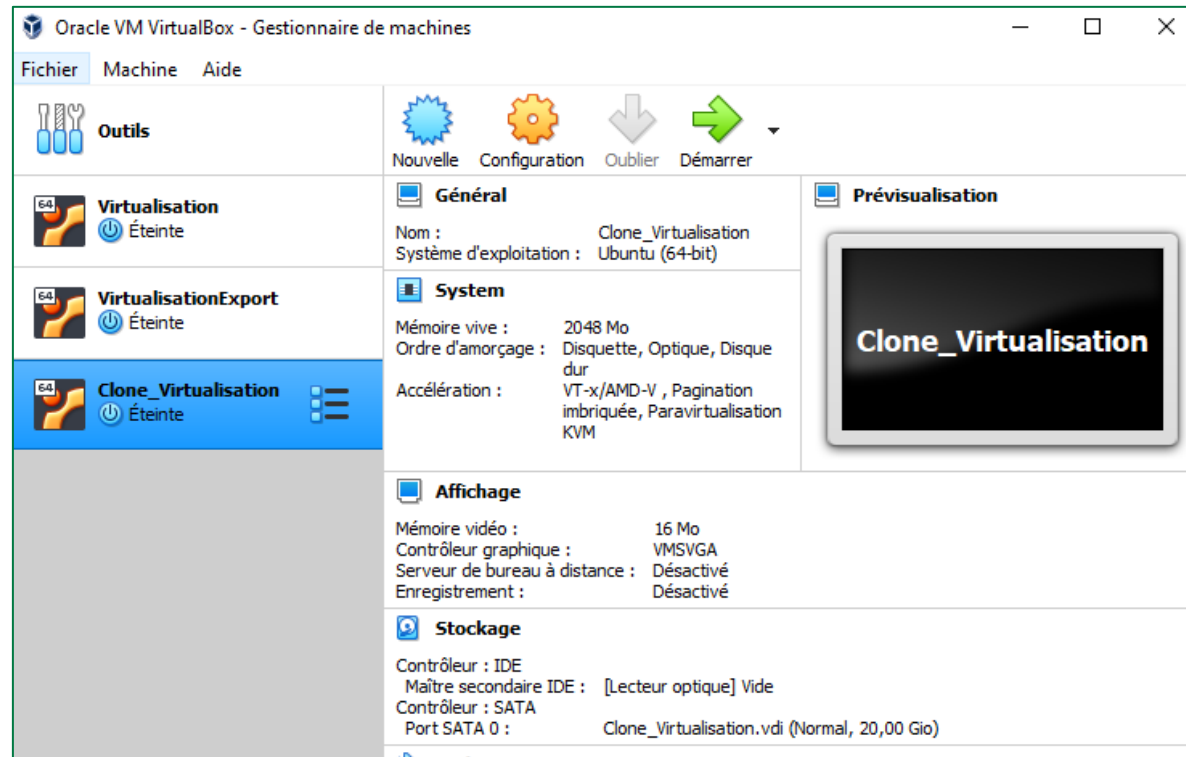 Oracle VM VirtualBox - Gestionnaire de machines
Fichier Machine Aide
Outils
Nouvelle Configuration Oublier Démarrer
64 Virtualisation
Éteinte
64 VirtualisationExport
Éteinte
64 Clone_Virtualisation
Éteinte
Général
Nom : Clone_Virtualisation
Système d'exploitation : Ubuntu (64-bit)
System
Mémoire vive : 2048 Mo
Ordre d'amorçage : Disquette, Optique, Disque
dur
Accélération : VT-x/AMD-V , Pagination
imbriquée, Paravirtualisation
KVM
Prévisualisation
Clone_Virtualisation
Affichage
Mémoire vidéo : 16 Mo
Contrôleur graphique : VMSVGA
Serveur de bureau à distance : Désactivé
Enregistrement : Désactivé
Stockage
Contrôleur : IDE
Maître secondaire IDE : [Lecteur optique] Vide
Contrôleur : SATA
Port SATA 0 : Clone_Virtualisation.vdi (Normal, 20,00 Gio)